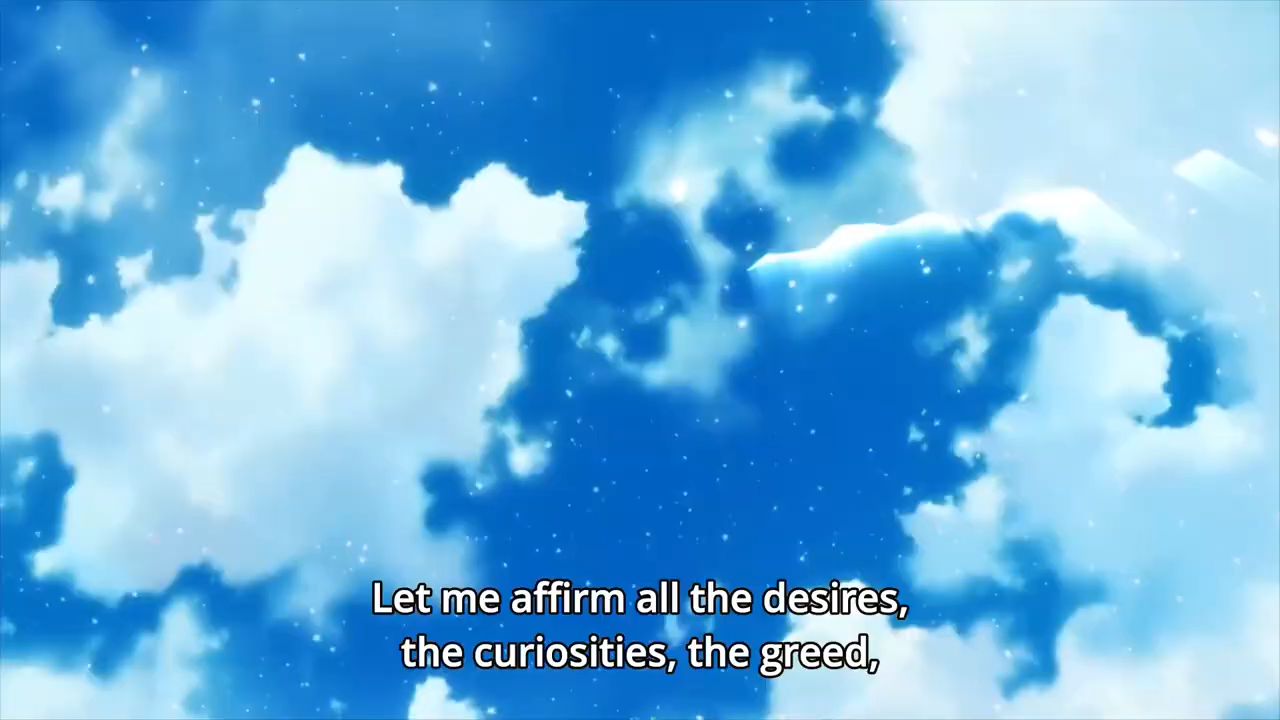 Let me affirm all the desires,
the curiosities, the greed,